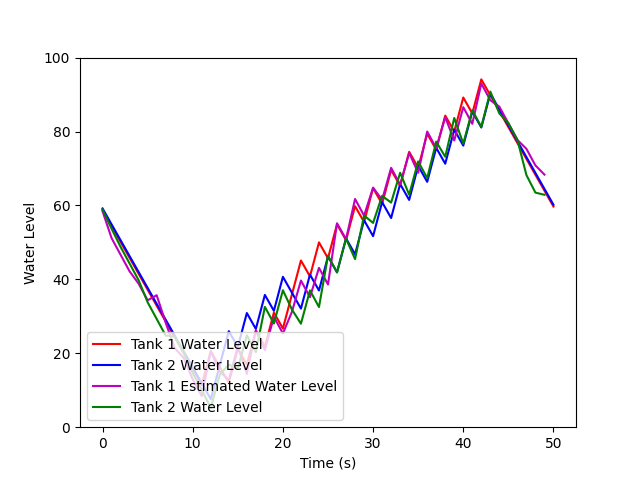 100
80
60
40
20
0
Water Level
Tank 1 Water Level
Tank 2 Water Level
Tank 1 Estimated Water Level
Tank 2 Water Level
0 10 20 30 40 50
Time (s)